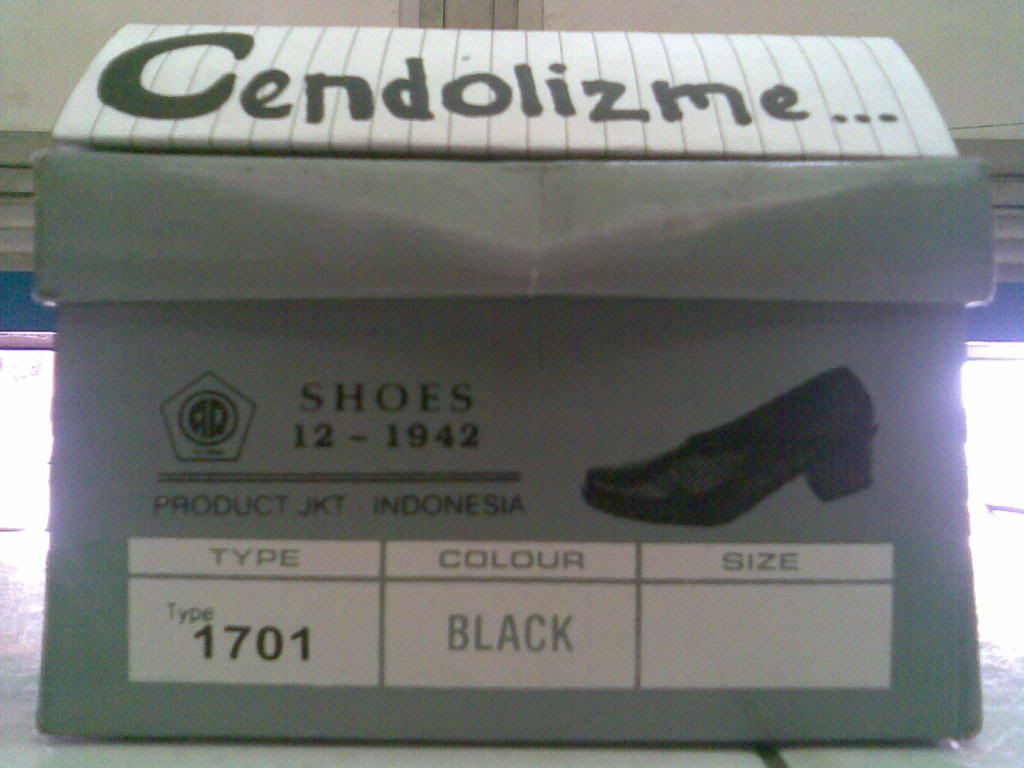 Cendolizme...
SHOES
12 - 1942
PRODUCT JKT INDONESIA
TYPE COLOUR SIZE
Type
1701 BLACK